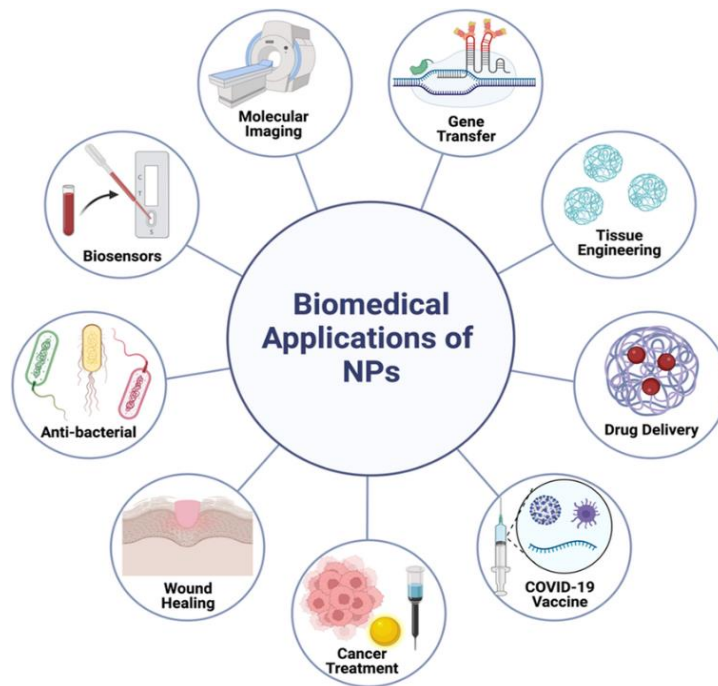 Biomedical
Applications of
NPs
Molecular
Imaging
Gene
Transfer
Tissue
Engineering
Drug Delivery
COVID-19
Vaccine
Cancer
Treatment
Wound
Healing
Anti-bacterial
Biosensors
C
T
S